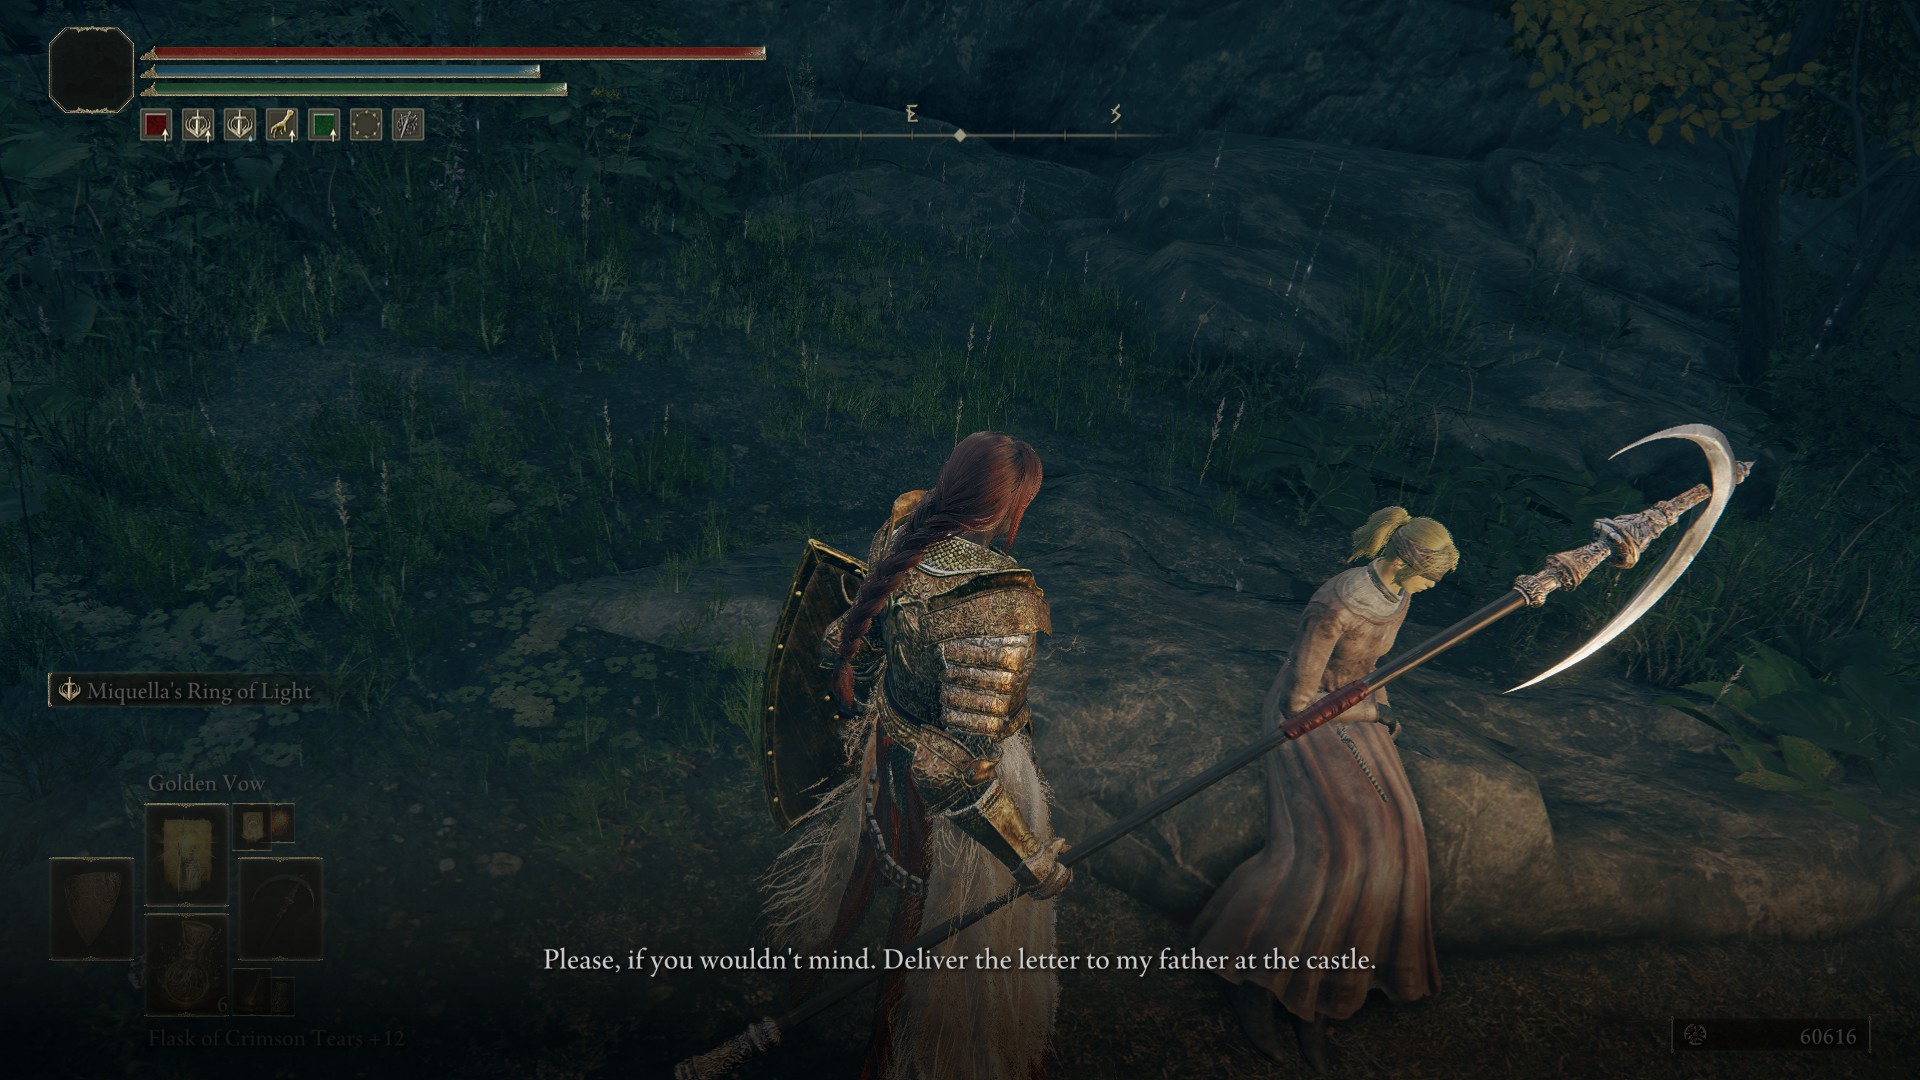 E S
Miquella's Ring of Light
Golden Vow
6
Please, if you wouldn't mind. Deliver the letter to my father at the castle.
Flask of Crimson Tears +12
60616